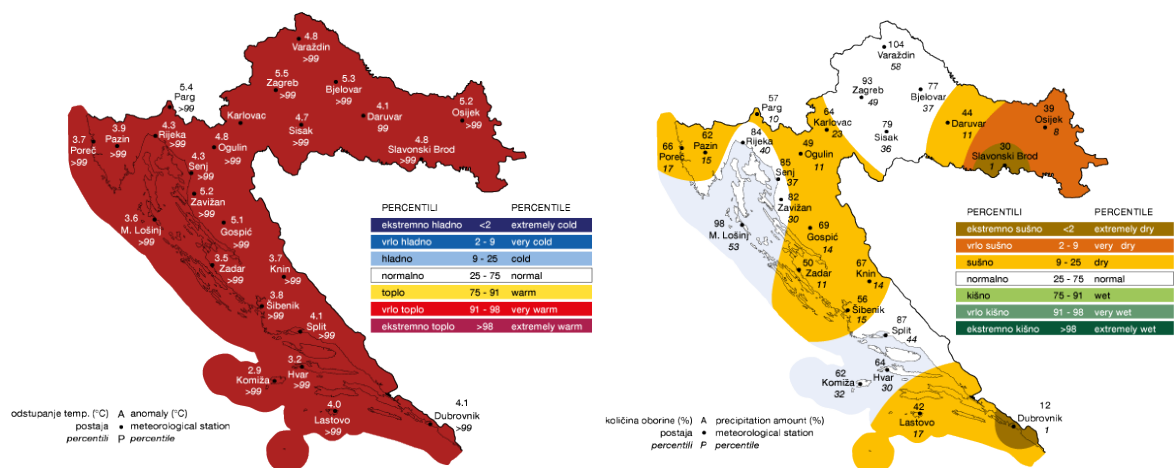 4.8
Varaždin
>99
5.5
Zagreb
>99
5.3
Bjelovar
>99
5.4
Parg
>99
Karlovac
4.7
Sisak
>99
4.1
Daruvar
99
5.2
Osijek
>99
4.8
Slavonski Brod
>99
3.7
Poreč
>99
3.9
Pazin
>99
4.3
Rijeka
>99
4.8
Ogulin
>99
4.3
Senj
>99
5.2
Zavižan
>99
3.6
M. Lošinj
>99
5.1
Gospić
>99
3.5
Zadar
>99
3.7
Knin
>99
3.8
Šibenik
>99
4.1
Split
>99
3.2
Hvar
>99
2.9
Komiža
>99
4.0
Lastovo
>99
4.1
Dubrovnik
>99
PERCENTILI PERCENTILE
ekstremno hladno <2 extremely cold
vrlo hladno 2 - 9 very cold
hladno 9 - 25 cold
normalno 25 - 75 normal
toplo 75 - 91 warm
vrlo toplo 91 - 98 very warm
ekstremno toplo >98 extremely warm
odstupanje temp. (°C) A anomaly (°C)
postaja • meteorological station
percentili P percentile
104
Varaždin
58
93
Zagreb
49
77
Bjelovar
37
57
Parg
10
64
Karlovac
23
79
Sisak
36
44
Daruvar
11
39
Osijek
8
30
Slavonski Brod
1
66
Poreč
17
62
Pazin
15
84
Rijeka
40
49
Ogulin
11
85
Senj
37
82
Zavižan
30
98
M. Lošinj
53
69
Gospić
14
50
Zadar
11
67
Knin
14
56
Šibenik
15
87
Split
44
64
Hvar
30
62
Komiža
32
42
Lastovo
17
12
Dubrovnik
1
PERCENTILI PERCENTILE
ekstremno sušno <2 extremely dry
vrlo sušno 2 - 9 very dry
sušno 9 - 25 dry
normalno 25 - 75 normal
kišno 75 - 91 wet
vrlo kišno 91 - 98 very wet
ekstremno kišno >98 extremely wet
količina oborine (%) A precipitation amount (%)
postaja • meteorological station
percentili P percentile